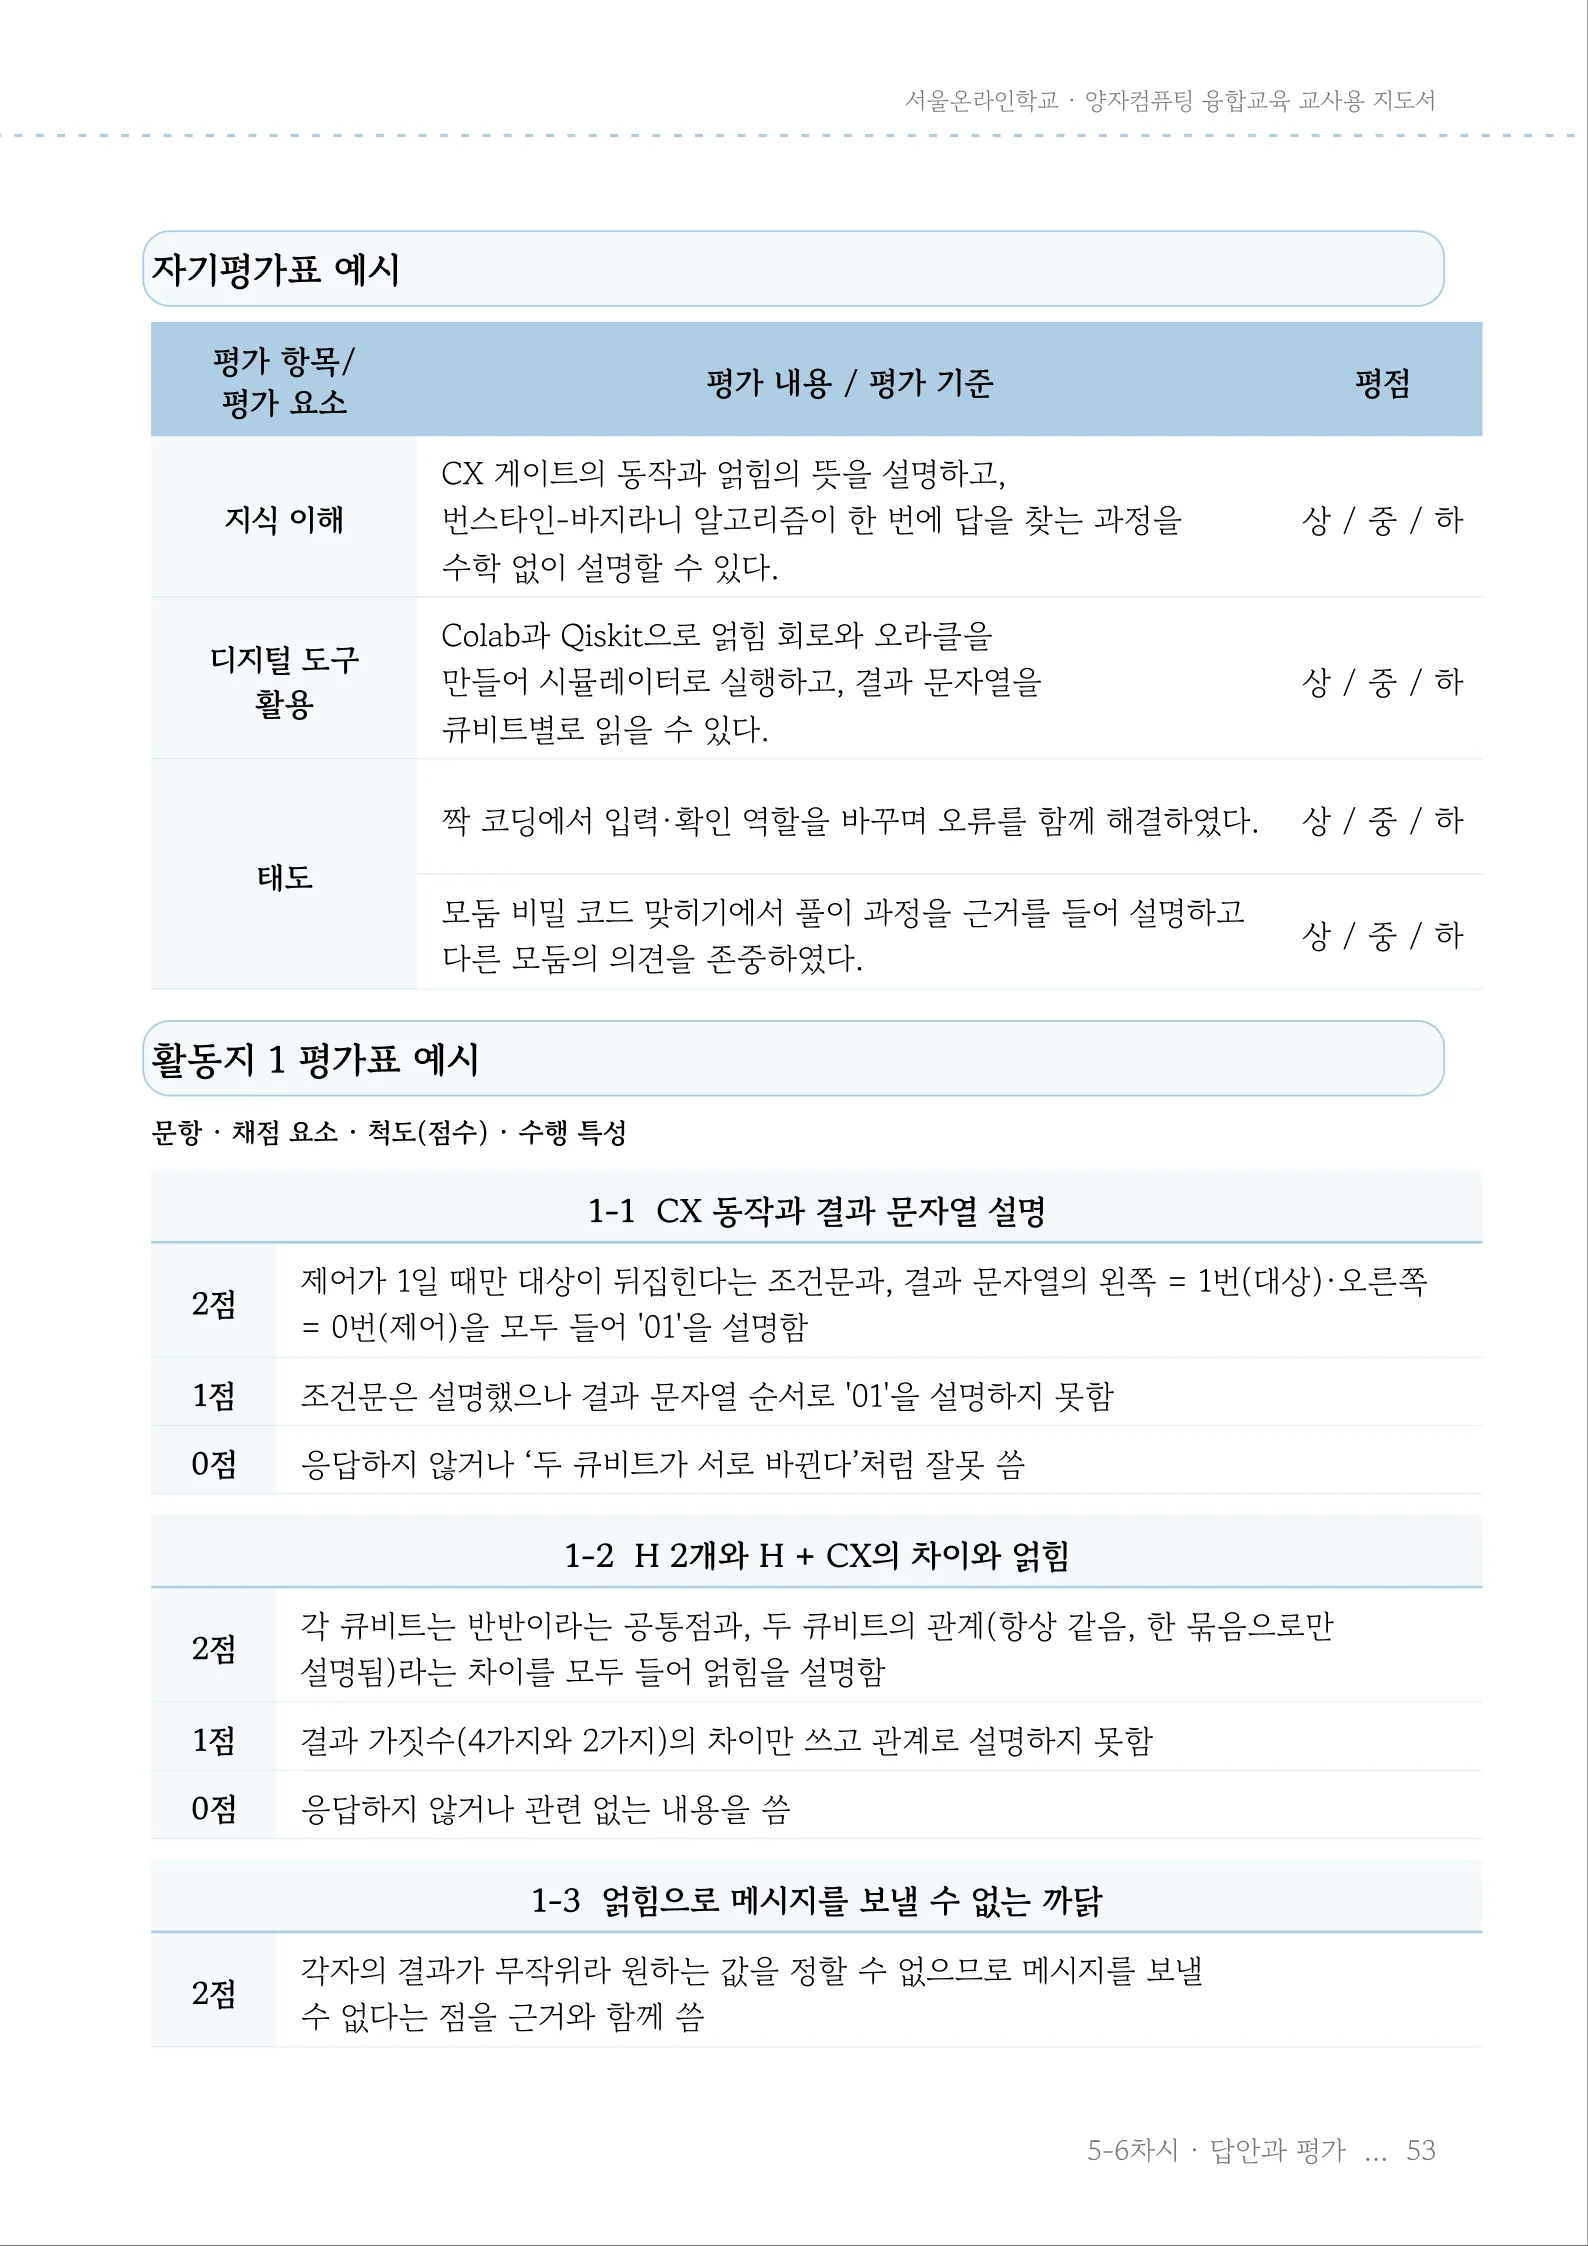 서울온라인학교 · 양자컴퓨팅 융합교육 교사용 지도서
자기평가표 예시
평가 항목/
평가 요소
평가 내용 / 평가 기준
평점
지식 이해
CX 게이트의 동작과 얽힘의 뜻을 설명하고,
번스타인-바지라니 알고리즘이 한 번에 답을 찾는 과정을
수학 없이 설명할 수 있다.
상 / 중 / 하
디지털 도구
활용
Colab과 Qiskit으로 얽힘 회로와 오라클을
만들어 시뮬레이터로 실행하고, 결과 문자열을
큐비트별로 읽을 수 있다.
상 / 중 / 하
태도
짝 코딩에서 입력·확인 역할을 바꾸며 오류를 함께 해결하였다.
상 / 중 / 하
모둠 비밀 코드 맞히기에서 풀이 과정을 근거를 들어 설명하고
다른 모둠의 의견을 존중하였다.
상 / 중 / 하
활동지 1 평가표 예시
문항 · 채점 요소 · 척도(점수) · 수행 특성
1-1 CX 동작과 결과 문자열 설명
2점
제어가 1일 때만 대상이 뒤집힌다는 조건문과, 결과 문자열의 왼쪽 = 1번(대상)·오른쪽
= 0번(제어)을 모두 들어 '01'을 설명함
1점
조건문은 설명했으나 결과 문자열 순서로 '01'을 설명하지 못함
0점
응답하지 않거나 ‘두 큐비트가 서로 바뀐다’처럼 잘못 씀
1-2 H 2개와 H + CX의 차이와 얽힘
2점
각 큐비트는 반반이라는 공통점과, 두 큐비트의 관계(항상 같음, 한 묶음으로만
설명됨)라는 차이를 모두 들어 얽힘을 설명함
1점
결과 가짓수(4가지와 2가지)의 차이만 쓰고 관계로 설명하지 못함
0점
응답하지 않거나 관련 없는 내용을 씀
1-3 얽힘으로 메시지를 보낼 수 없는 까닭
2점
각자의 결과가 무작위라 원하는 값을 정할 수 없으므로 메시지를 보낼
수 없다는 점을 근거와 함께 씀
5-6차시 · 답안과 평가 ... 53